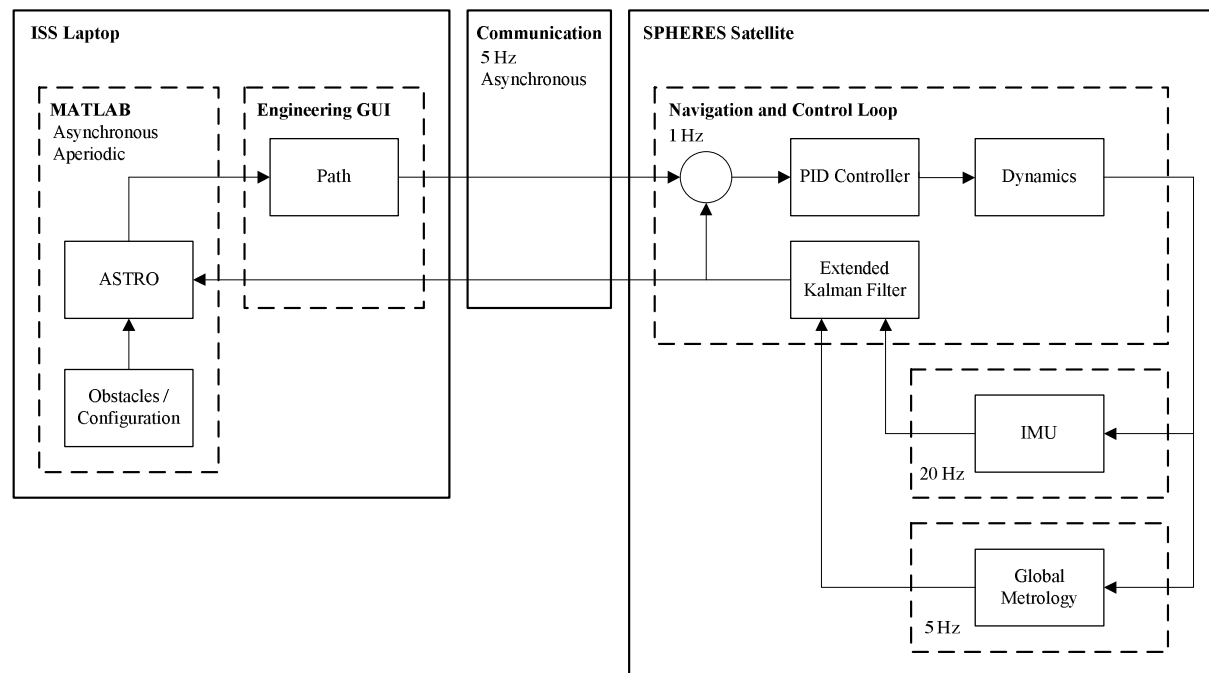 ISS Laptop
MATLAB
Asynchronous
Aperiodic
ASTRO
Obstacles /
Configuration
Engineering GUI
Path
Communication
5 Hz
Asynchronous
SPHERES Satellite
Navigation and Control Loop
1 Hz
PID Controller
Dynamics
Extended
Kalman Filter
IMU
20 Hz
Global
Metrology
5 Hz